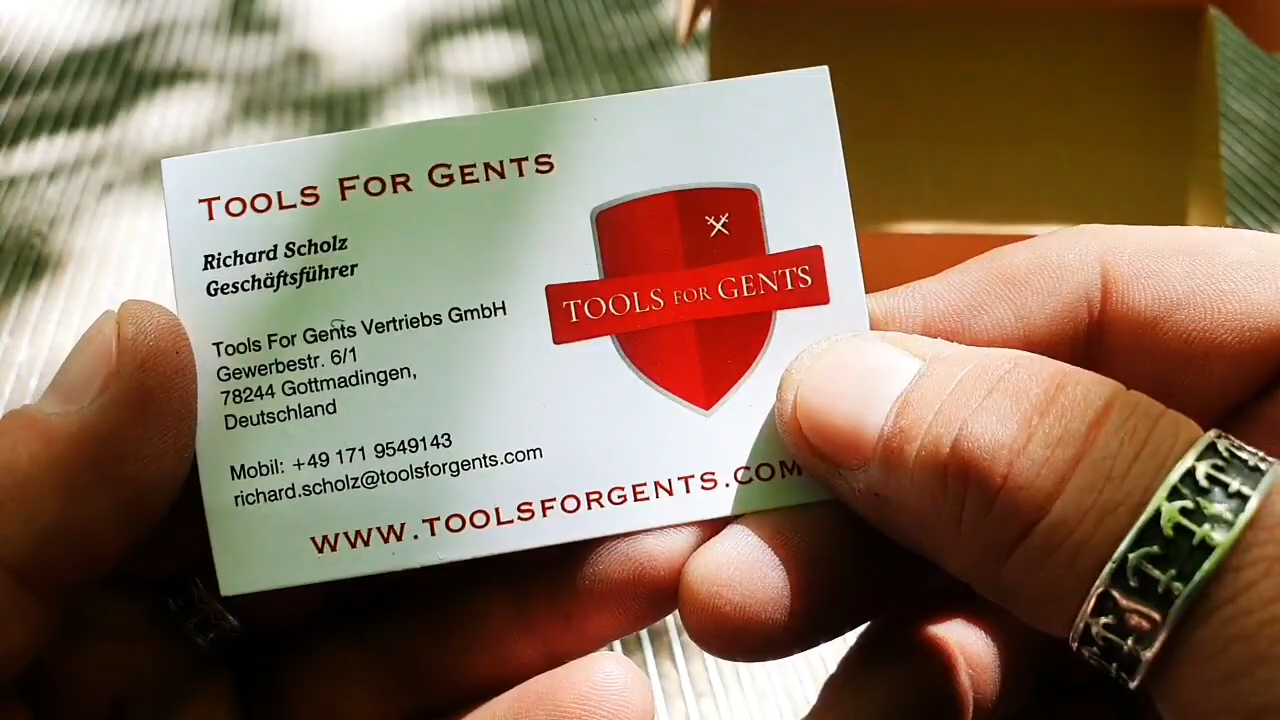 TOOLS FOR GENTS
Richard Scholz
Geschäftsführer
Tools For Gents Vertriebs GmbH
Gewerbestr. 6/1
78244 Gottmadingen,
Deutschland
Mobil: +49 171 9549143
richard.scholz@toolsforgents.com
TOOLS FOR GENTS
WWW.TOOLSFORGENTS.COM